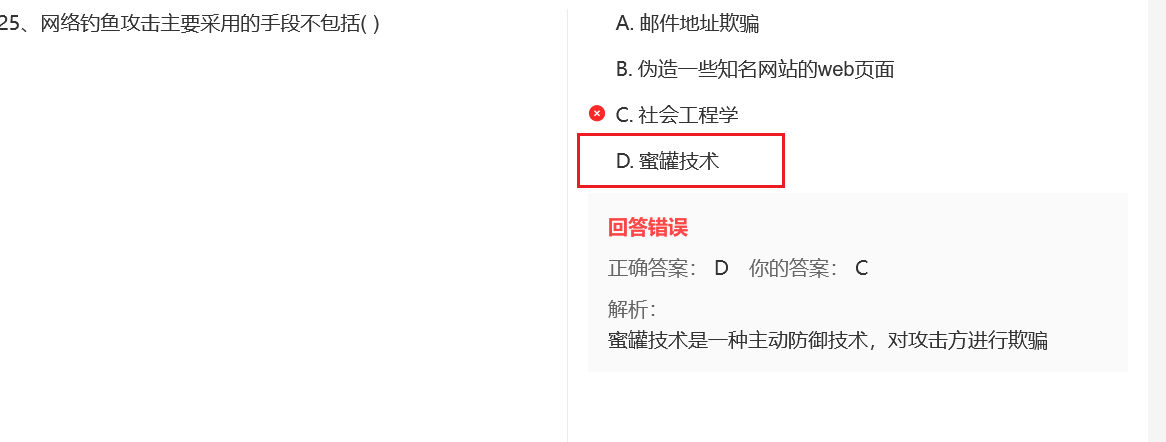 25、网络钓鱼攻击主要采用的手段不包括( )
A. 邮件地址欺骗
B. 伪造一些知名网站的web页面
C. 社会工程学
D. 蜜罐技术
回答错误
正确答案： D 你的答案： C
解析：
蜜罐技术是一种主动防御技术，对攻击方进行欺骗